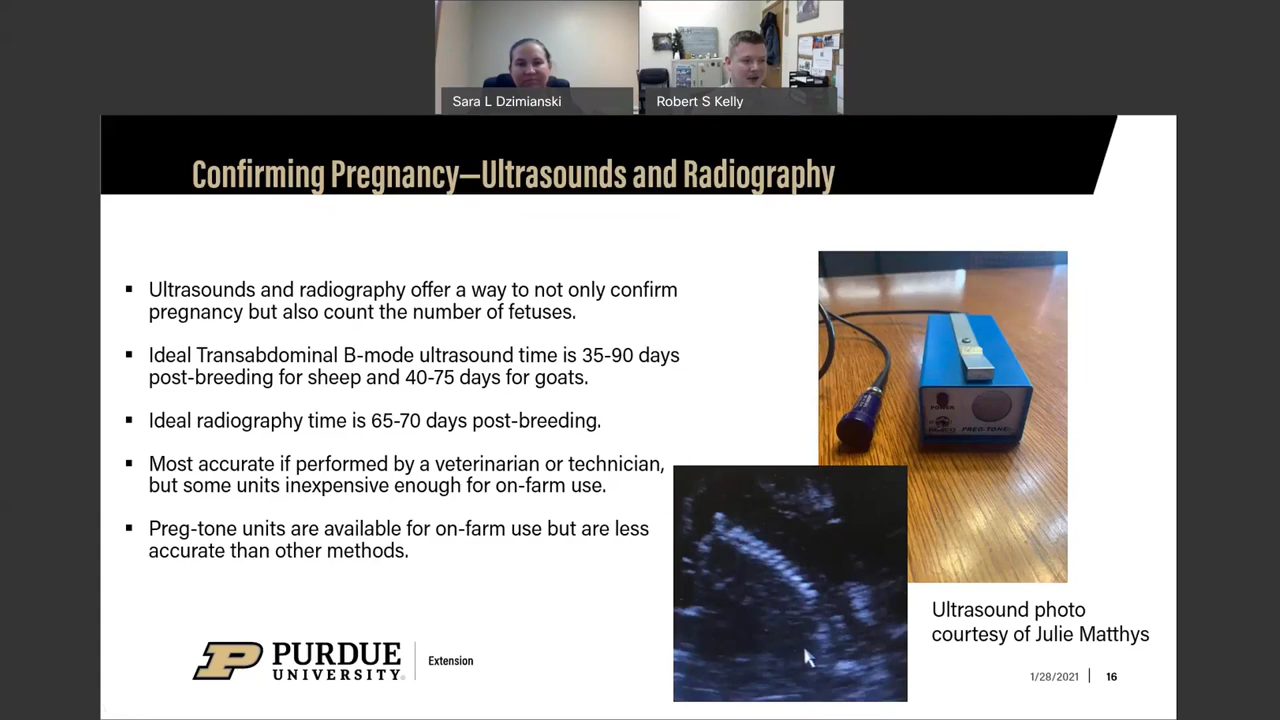 Sara L Dzimianski
Robert S Kelly
Confirming Pregnancy—Ultrasounds and Radiography
▪ Ultrasounds and radiography offer a way to not only confirm
pregnancy but also count the number of fetuses.
▪ Ideal Transabdominal B-mode ultrasound time is 35-90 days
post-breeding for sheep and 40-75 days for goats.
▪ Ideal radiography time is 65-70 days post-breeding.
▪ Most accurate if performed by a veterinarian or technician,
but some units inexpensive enough for on-farm use.
▪ Preg-tone units are available for on-farm use but are less
accurate than other methods.
POWER
PREG-TONE
Ultrasound photo
courtesy of Julie Matthys
P PURDUE
UNIVERSITY®
Extension
1/28/2021
16